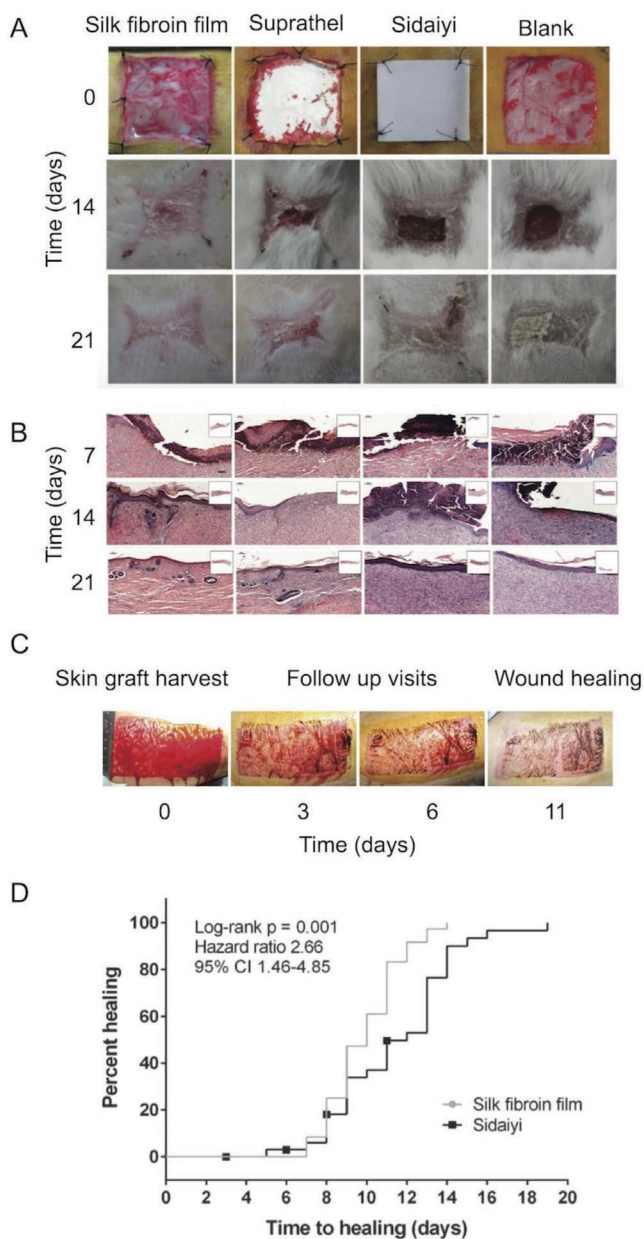 A
Silk fibroin film Suprathel Sidaiyi Blank
0
14
21
Time (days)
B
7
14
21
Time (days)
C
Skin graft harvest Follow up visits Wound healing
0 3 6 11
Time (days)
D
Log-rank p = 0.001
Hazard ratio 2.66
95% CI 1.46-4.85
Percent healing
100
80
60
40
20
0
Silk fibroin film
Sidaiyi
0 2 4 6 8 10 12 14 16 18 20
Time to healing (days)